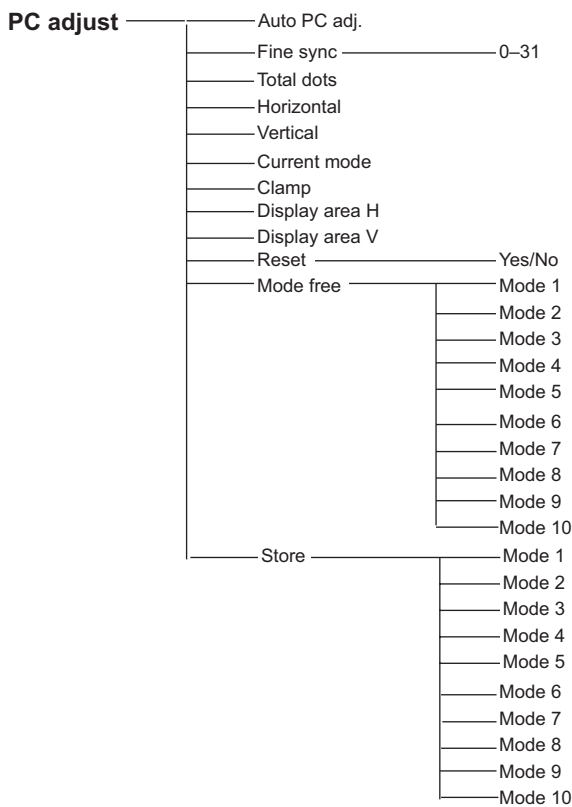 PC adjust
Auto PC adj.
Fine sync 0–31
Total dots
Horizontal
Vertical
Current mode
Clamp
Display area H
Display area V
Reset Yes/No
Mode free Mode 1
Mode 2
Mode 3
Mode 4
Mode 5
Mode 6
Mode 7
Mode 8
Mode 9
Mode 10
Store Mode 1
Mode 2
Mode 3
Mode 4
Mode 5
Mode 6
Mode 7
Mode 8
Mode 9
Mode 10